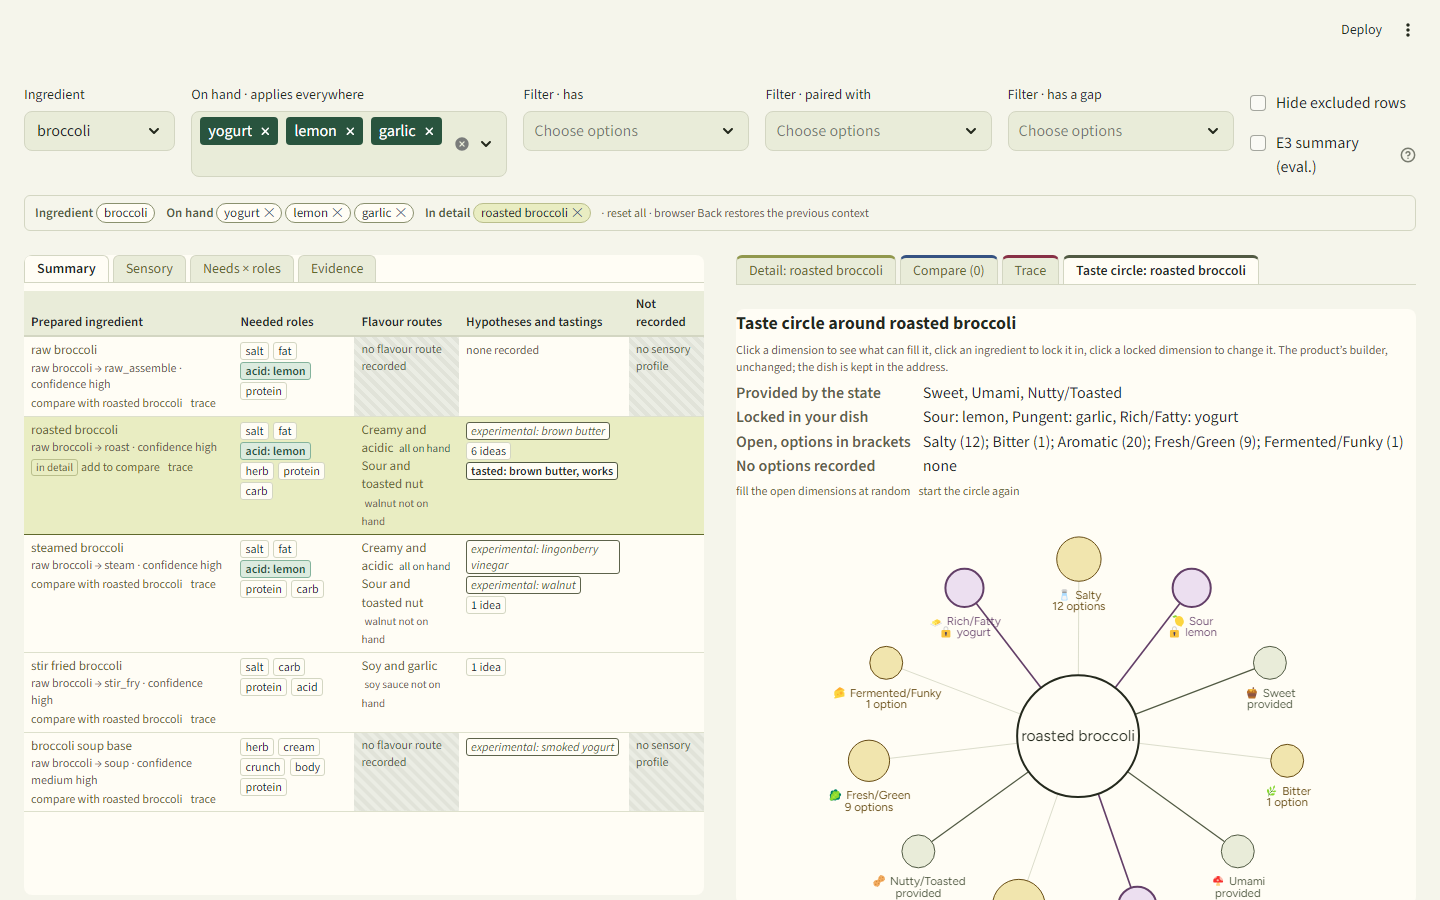 Deploy
Ingredient
On hand · applies everywhere
Filter · has
Filter · paired with
Filter · has a gap
broccoli
yogurt × lemon × garlic ×
Choose options
Choose options
Choose options
Hide excluded rows
E3 summary
(eval.)
Ingredient broccoli On hand yogurt × lemon × garlic × In detail roasted broccoli × · reset all · browser Back restores the previous context
Summary Sensory Needs × roles Evidence
Prepared ingredient Needed roles Flavour routes Hypotheses and tastings Not
recorded
raw broccoli
raw broccoli → raw_assemble ·
confidence high
compare with roasted broccoli trace
salt fat
acid: lemon
protein
no flavour route
recorded
none recorded
no sensory
profile
roasted broccoli
raw broccoli → roast · confidence high
in detail add to compare trace
salt fat
acid: lemon
herb protein
carb
Creamy and
acidic all on hand
Sour and
toasted nut
walnut not on
hand
experimental: brown butter
6 ideas
tasted: brown butter, works
steamed broccoli
raw broccoli → steam · confidence high
compare with roasted broccoli trace
salt fat
acid: lemon
protein carb
Creamy and
acidic all on hand
Sour and
toasted nut
walnut not on
hand
experimental: lingonberry
vinegar
experimental: walnut
1 idea
stir fried broccoli
raw broccoli → stir_fry · confidence
high
compare with roasted broccoli trace
salt carb
protein acid
Soy and garlic
soy sauce not on
hand
1 idea
broccoli soup base
raw broccoli → soup · confidence
medium high
compare with roasted broccoli trace
herb cream
crunch body
protein
no flavour route
recorded
experimental: smoked yogurt
no sensory
profile
Detail: roasted broccoli Compare (0) Trace Taste circle: roasted broccoli
Taste circle around roasted broccoli
Click a dimension to see what can fill it, click an ingredient to lock it in, click a locked dimension to change it. The product's builder,
unchanged; the dish is kept in the address.
Provided by the state Sweet, Umami, Nutty/Toasted
Locked in your dish Sour: lemon, Pungent: garlic, Rich/Fatty: yogurt
Open, options in brackets Salty (12); Bitter (1); Aromatic (20); Fresh/Green (9); Fermented/Funky (1)
No options recorded none
fill the open dimensions at random start the circle again
Salty
12 options
Rich/Fatty
yogurt
Sour
lemon
Fermented/Funky
1 option
Sweet
provided
roasted broccoli
Fresh/Green
9 options
Bitter
1 option
Nutty/Toasted
provided
Umami
provided